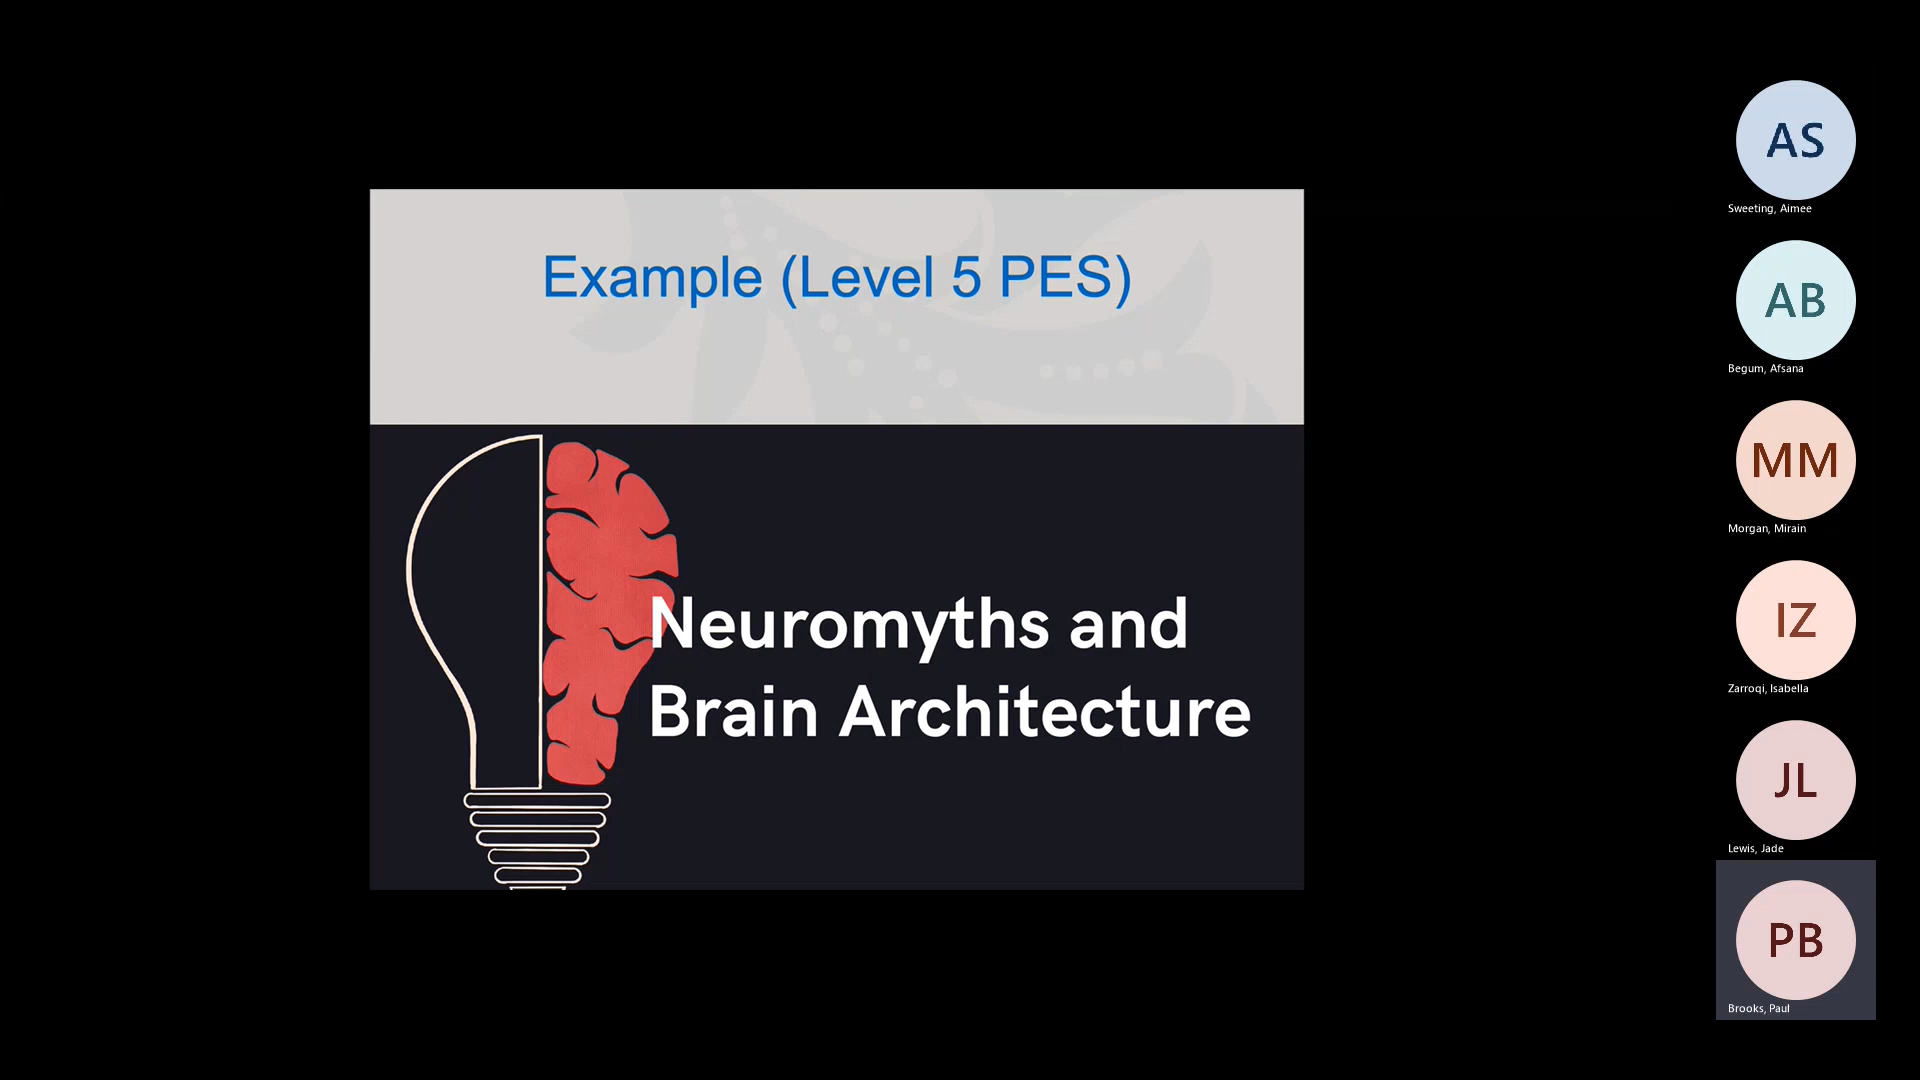 Example (Level 5 PES)
Neuromyths and
Brain Architecture
AS
Sweeting, Aimee
AB
Begum, Afsana
MM
Morgan, Mirain
IZ
Zarroqi, Isabella
JL
Lewis, Jade
PB
Brooks, Paul